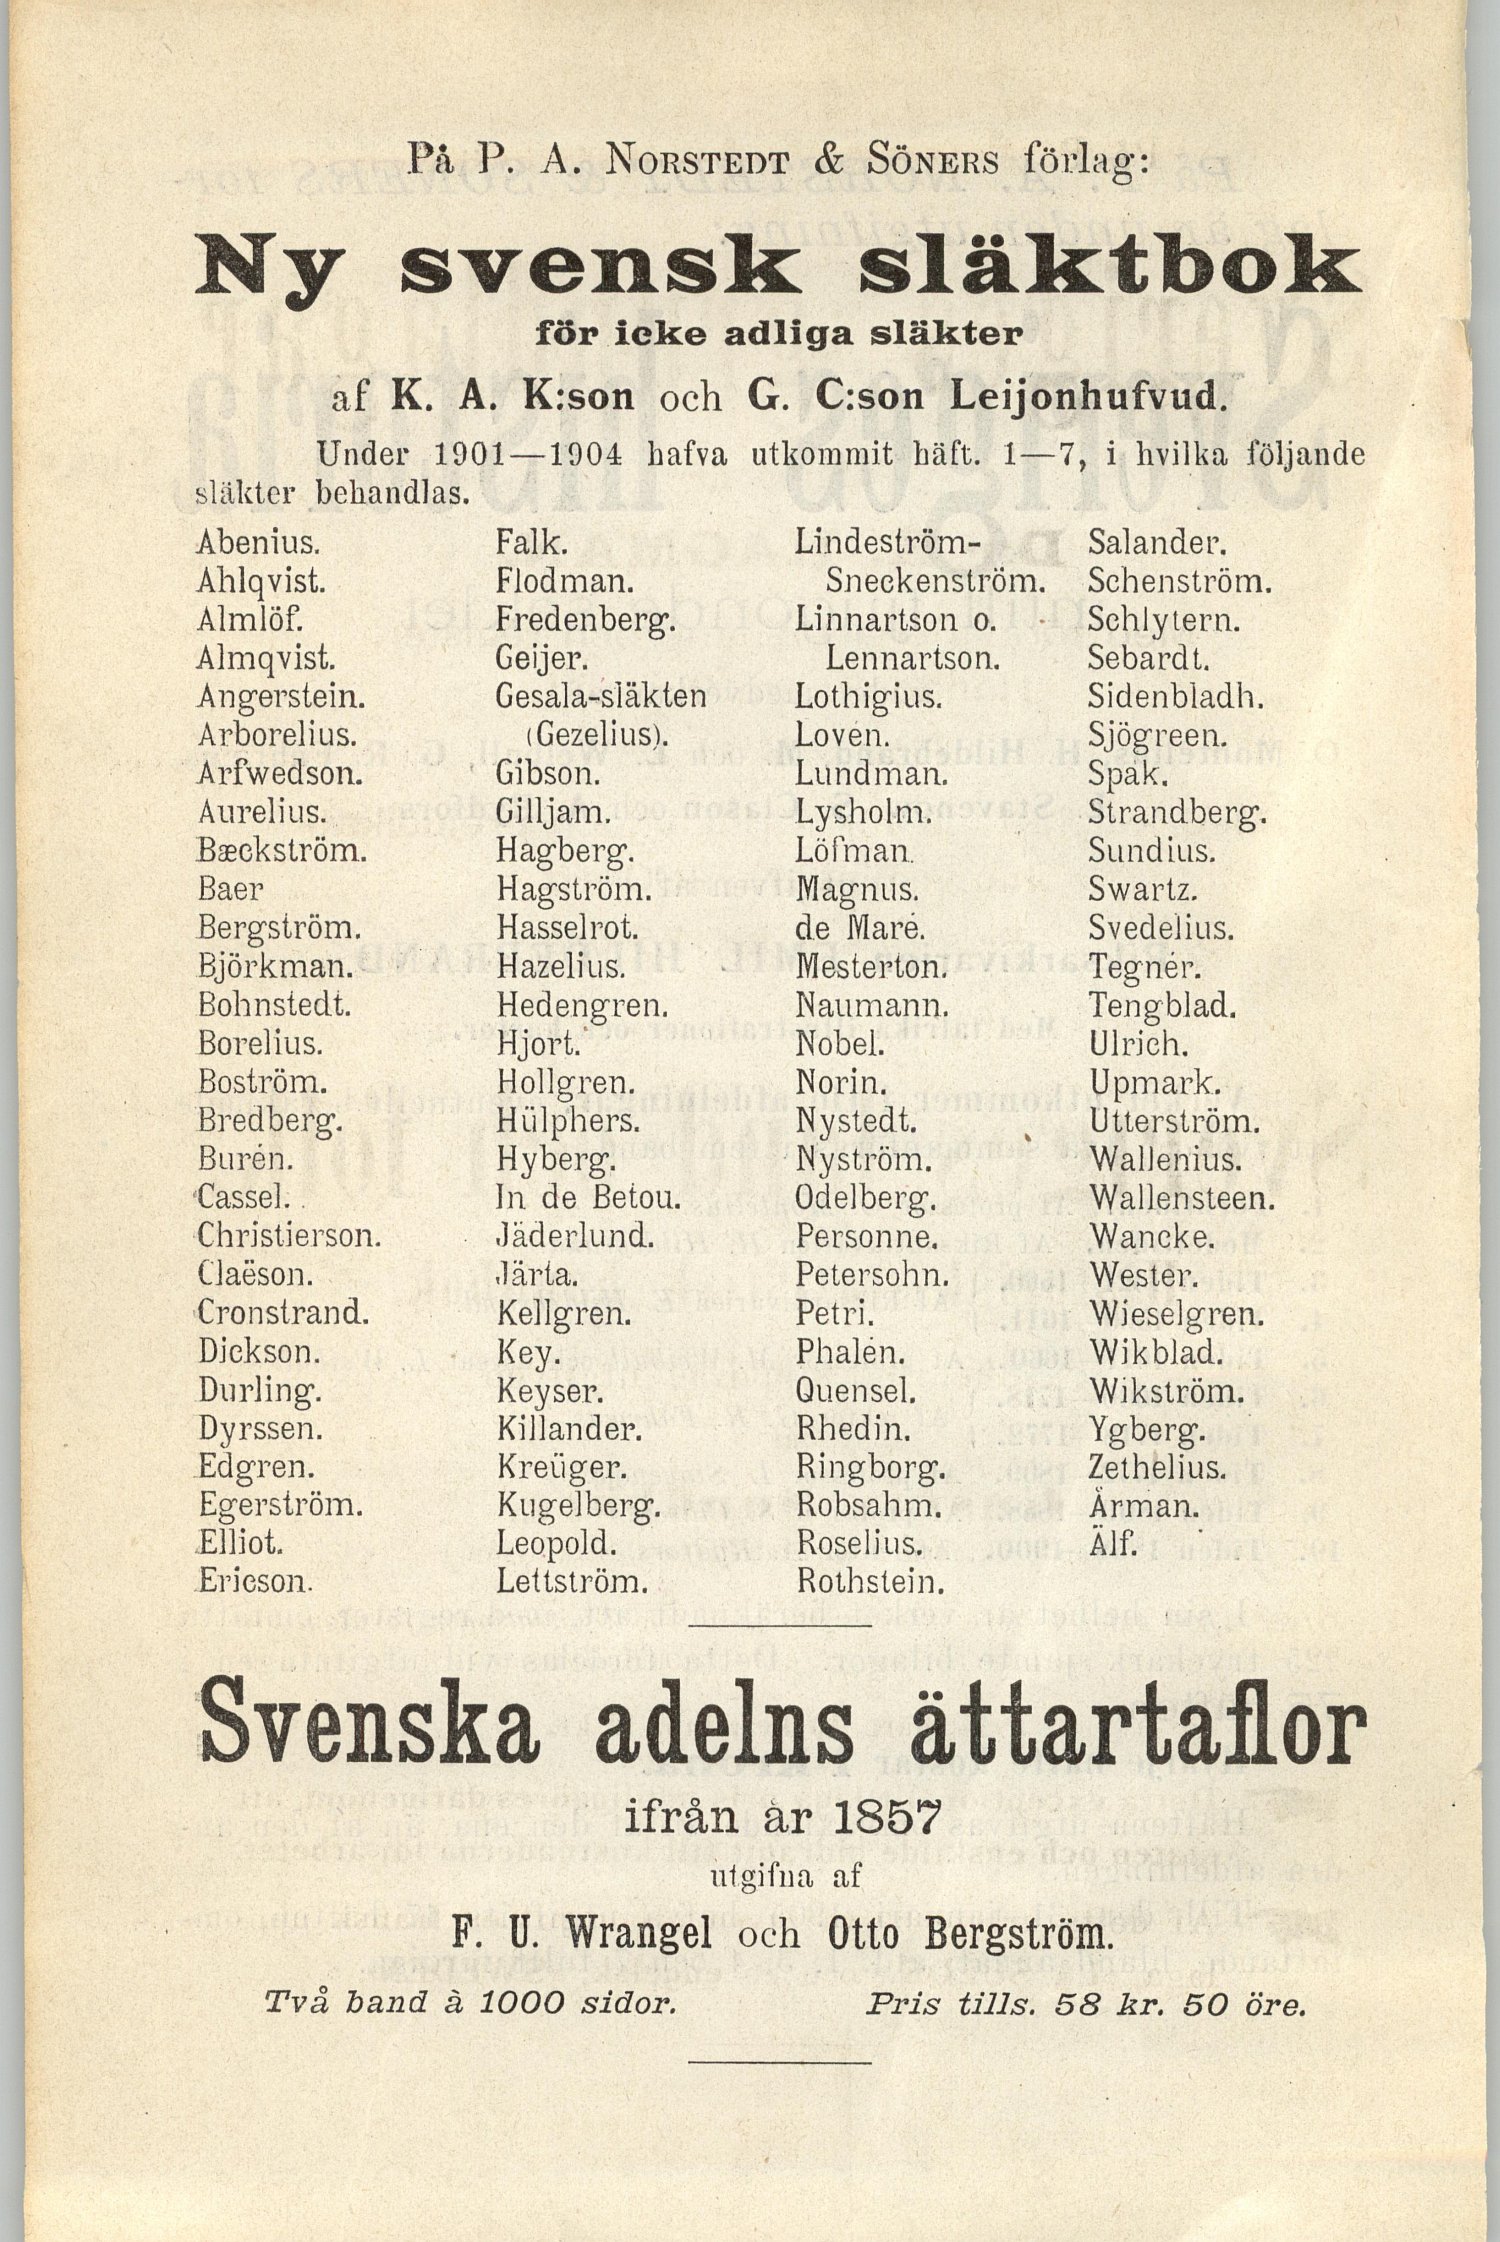 På P. A. Norstedt & Söners förlag:
Ny svensk släktbok
för icke adliga släkter
af K. A. K:son och G. C:son Leijonhufvud.
Under 1901—1904 hafva utkommit häft. 1—7, i hvilka följande
släkter behandlas.
Abenius.
Ahlqvist.
Almlöf.
Almqvist.
Angerstein.
Arborelius.
Arfwedson.
Aurelius.
Bæckström.
Baer
Bergström.
Björkman.
Bohnstedt.
Borelius.
Boström.
Bredberg.
Burén.
Cassel.
Christierson.
Claëson.
Cronstrand.
Dickson.
Durling.
Dyrssen.
Edgren.
Egerström.
Elliot.
Ericson.
Falk.
Flodman.
Fredenberg.
Geijer.
Gesala-släkten
(Gezelius).
Gibson.
Gilljam.
Hagberg.
Hagström.
Hasselrot.
Hazelius.
Hedengren.
Hjort.
Hollgren.
Hülphers.
Hyberg.
In de Betou.
Jäderlund.
Järta.
Kellgren.
Key.
Keyser.
Killander.
Kreüger.
Kugelberg.
Leopold.
Lettström.
Lindeström-
Sneckenström.
Linnartson o.
Lennartson.
Lothigius.
Lovén.
Lundman.
Lysholm.
Löfman.
Magnus.
de Maré.
Mesterton.
Naumann.
Nobel.
Norin.
Nystedt.
Nyström.
Odelberg.
Personne.
Petersohn.
Petri.
Phalén.
Quensel.
Rhedin.
Ringborg.
Robsahm.
Roselius.
Rothstein.
Salander.
Schenström.
Schlytern.
Sebardt.
Sidenbladh.
Sjögreen.
Spak.
Strandberg.
Sundius.
Swartz.
Svedelius.
Tegnér.
Tengblad.
Ulrich.
Upmark.
Utterström.
Wallenius.
Wallensteen.
Wancke.
Wester.
Wieselgren.
Wikblad.
Wikström.
Ygberg.
Zethelius.
Ärman.
Älf.
Svenska adelns ättartaflor
ifrån år 1857
utgifna af
F. U. Wrangel och Otto Bergström.
Två band à 1000 sidor. Pris tills. 58 kr. 50 öre.